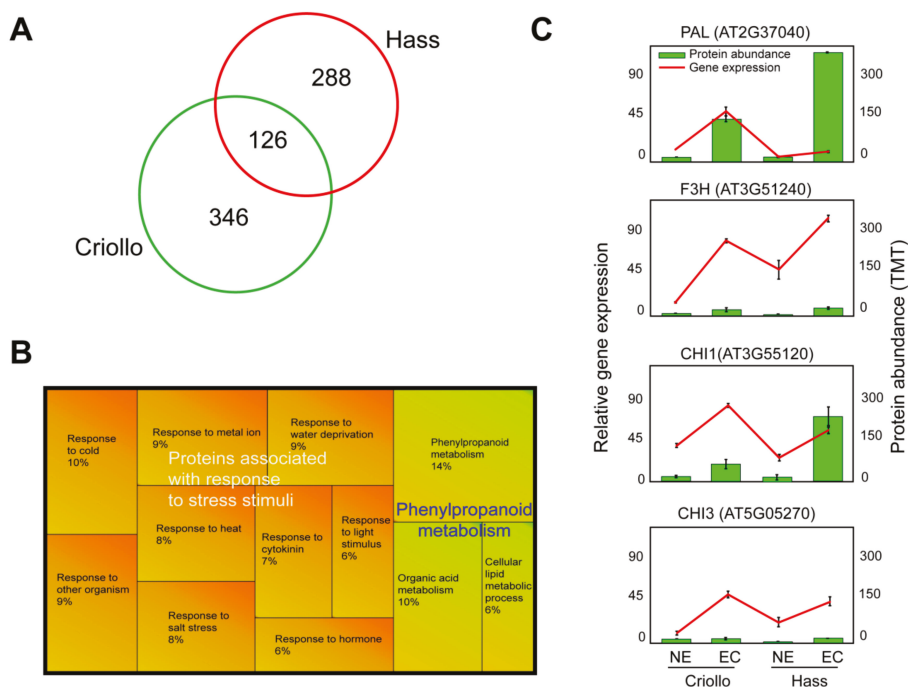 A
Hass
288
126
346
Criollo
B
Response
to cold
10%
Response to metal ion
9%
Response to
water deprivation
9%
Phenylpropanoid
metabolism
14%
Proteins associated
with response
to stress stimuli
Response to heat
8%
Response to
cytokinin
7%
Response
to light
stimulus
6%
Phenylpropanoid
metabolism
Response to
other organism
9%
Response to
salt stress
8%
Response to hormone
6%
Organic acid
metabolism
10%
Cellular
lipid
metabolic
process
6%
C
PAL (AT2G37040)
Protein abundance
Gene expression
90
45
0
300
150
0
F3H (AT3G51240)
90
45
0
300
150
0
CHI1(AT3G55120)
90
45
0
300
150
0
CHI3 (AT5G05270)
90
45
0
300
150
0
Relative gene expression
Protein abundance (TMT)
NE EC NE EC
Criollo Hass